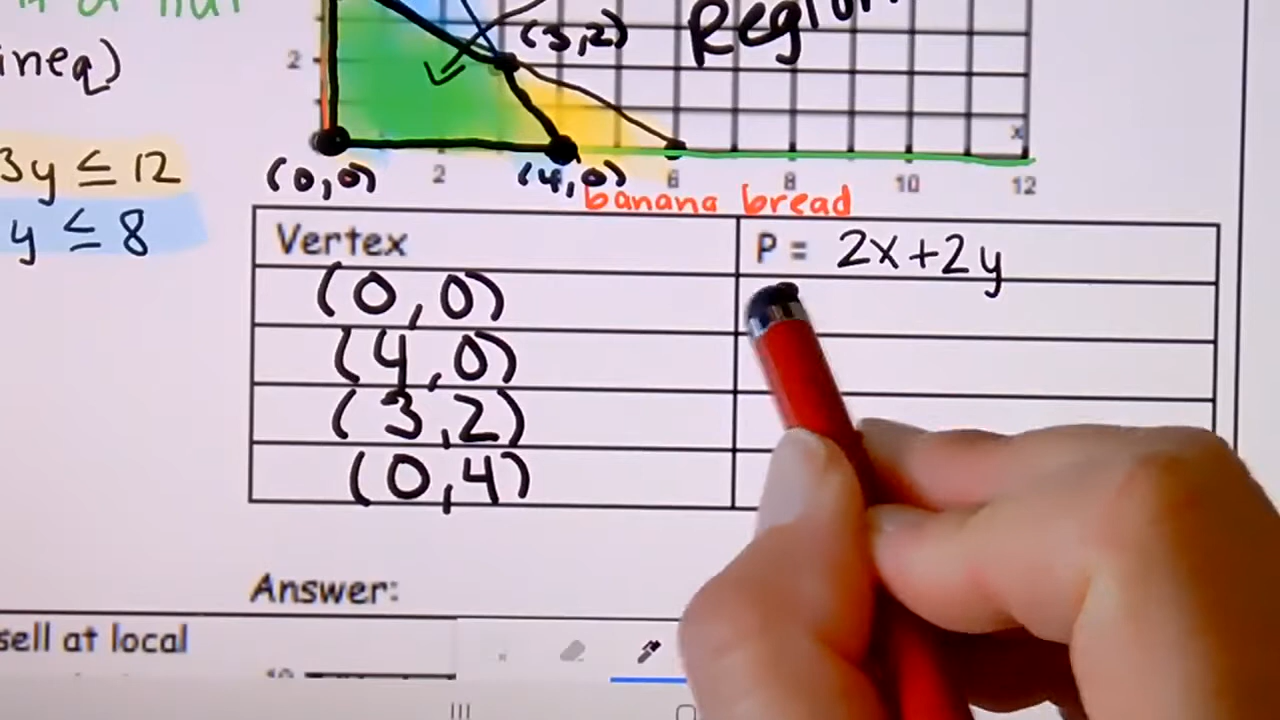 ineq)
(3,2)
Region
2
3y ≤ 12
y ≤ 8
x
(0,0) 2 (4,0) 6 8 10 12
banana bread
Vertex P = 2x+2y
(0,0)
(4,0)
(3,2)
(0,4)
Answer:
sell at local
10